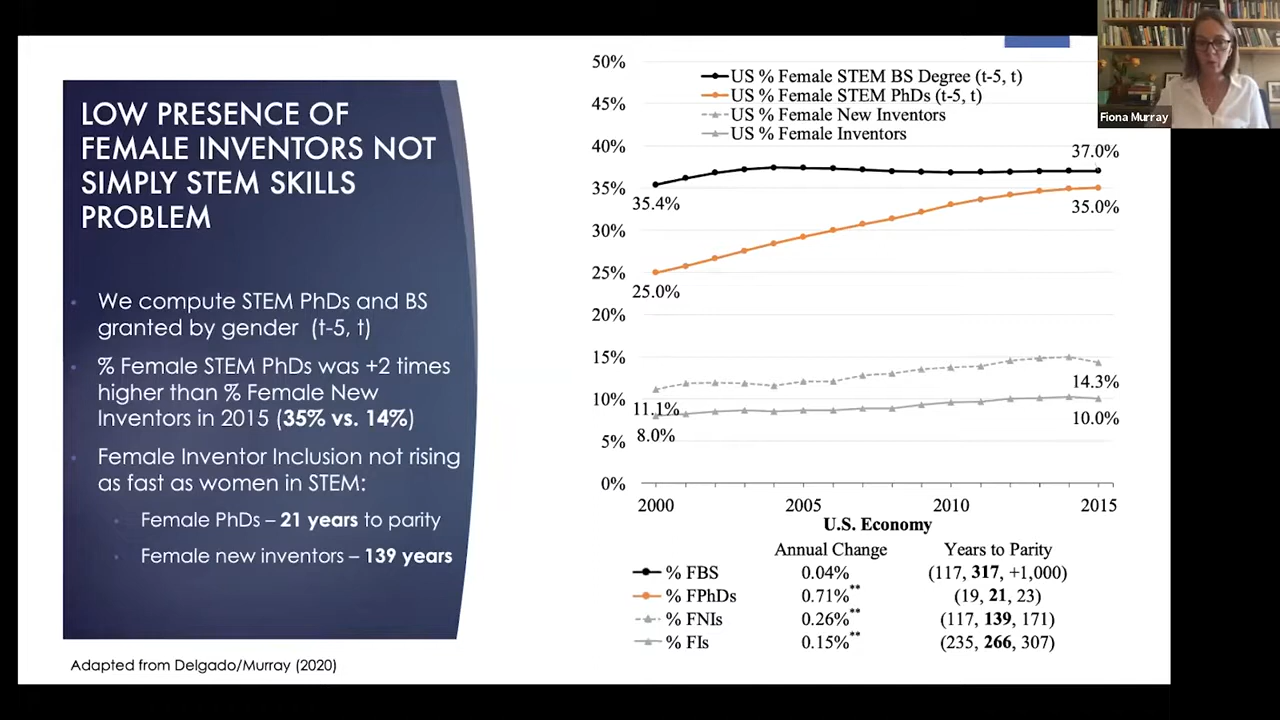 LOW PRESENCE OF
FEMALE INVENTORS NOT
SIMPLY STEM SKILLS
PROBLEM
• We compute STEM PhDs and BS
granted by gender (t-5, t)
• % Female STEM PhDs was +2 times
higher than % Female New
Inventors in 2015 (35% vs. 14%)
• Female Inventor Inclusion not rising
as fast as women in STEM:
• Female PhDs – 21 years to parity
• Female new inventors – 139 years
Adapted from Delgado/Murray (2020)
US % Female STEM BS Degree (t-5, t)
US % Female STEM PhDs (t-5, t)
US % Female New Inventors
US % Female Inventors
50%
45%
40%
35%
30%
25%
20%
15%
10%
5%
0%
37.0%
35.4%
35.0%
25.0%
14.3%
11.1%
10.0%
8.0%
2000 2005 2010 2015
U.S. Economy
Annual Change Years to Parity
% FBS 0.04% (117, 317, +1,000)
% FPhDs 0.71%** (19, 21, 23)
% FNIs 0.26%** (117, 139, 171)
% FIs 0.15%** (235, 266, 307)
Fiona Murray